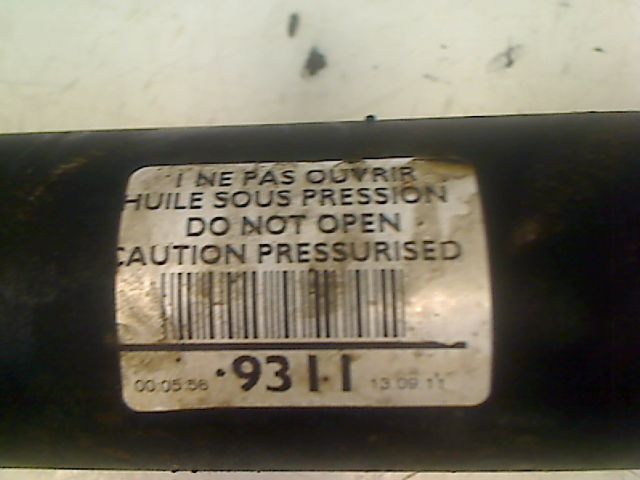 ! NE PAS OUVRIR
HUILE SOUS PRESSION
DO NOT OPEN
CAUTION PRESSURISED
00:05:56 9311 13.09.11